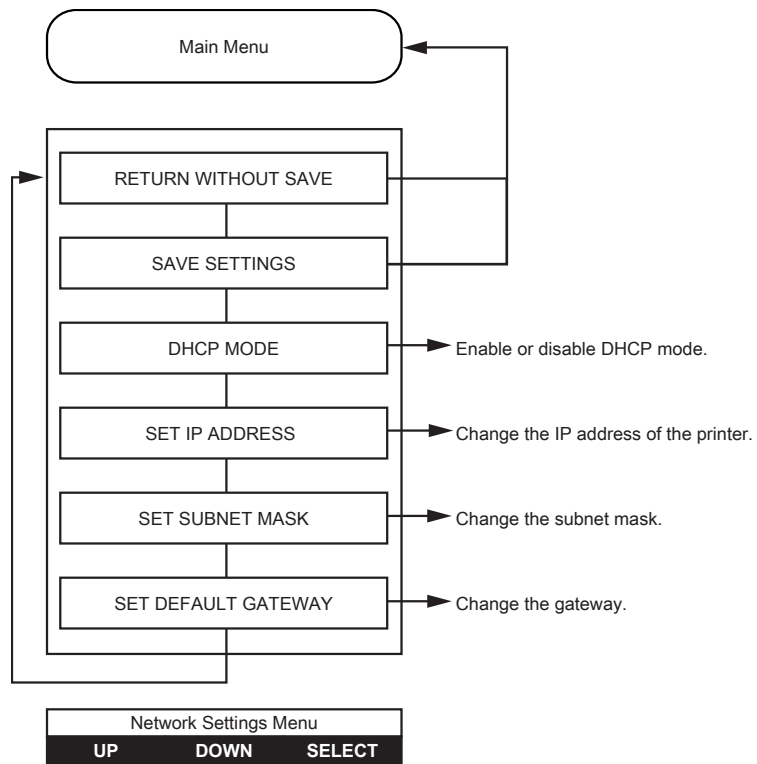 Main Menu
RETURN WITHOUT SAVE
SAVE SETTINGS
DHCP MODE
Enable or disable DHCP mode.
SET IP ADDRESS
Change the IP address of the printer.
SET SUBNET MASK
Change the subnet mask.
SET DEFAULT GATEWAY
Change the gateway.
Network Settings Menu
UP DOWN SELECT